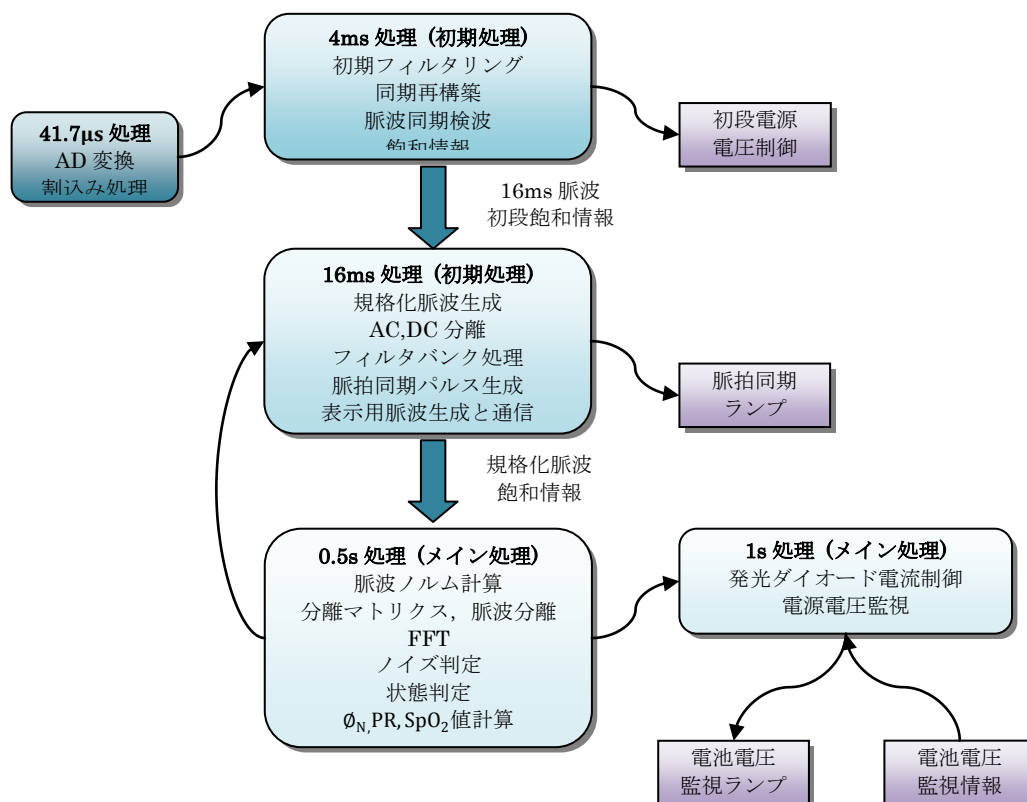 4ms 処理 (初期処理)
初期フィルタリング
同期再構築
脈波同期検波
飽和情報
41.7μs 処理
AD 変換
割込み処理
初段電源
電圧制御
16ms 脈波
初段飽和情報
16ms 処理 (初期処理)
規格化脈波生成
AC,DC 分離
フィルタバンク処理
脈拍同期パルス生成
表示用脈波生成と通信
脈拍同期
ランプ
規格化脈波
飽和情報
0.5s 処理 (メイン処理)
脈波ノルム計算
分離マトリクス，脈波分離
FFT
ノイズ判定
状態判定
Ø_N, PR, SpO₂ 値計算
1s 処理 (メイン処理)
発光ダイオード電流制御
電源電圧監視
電池電圧
監視ランプ
電池電圧
監視情報